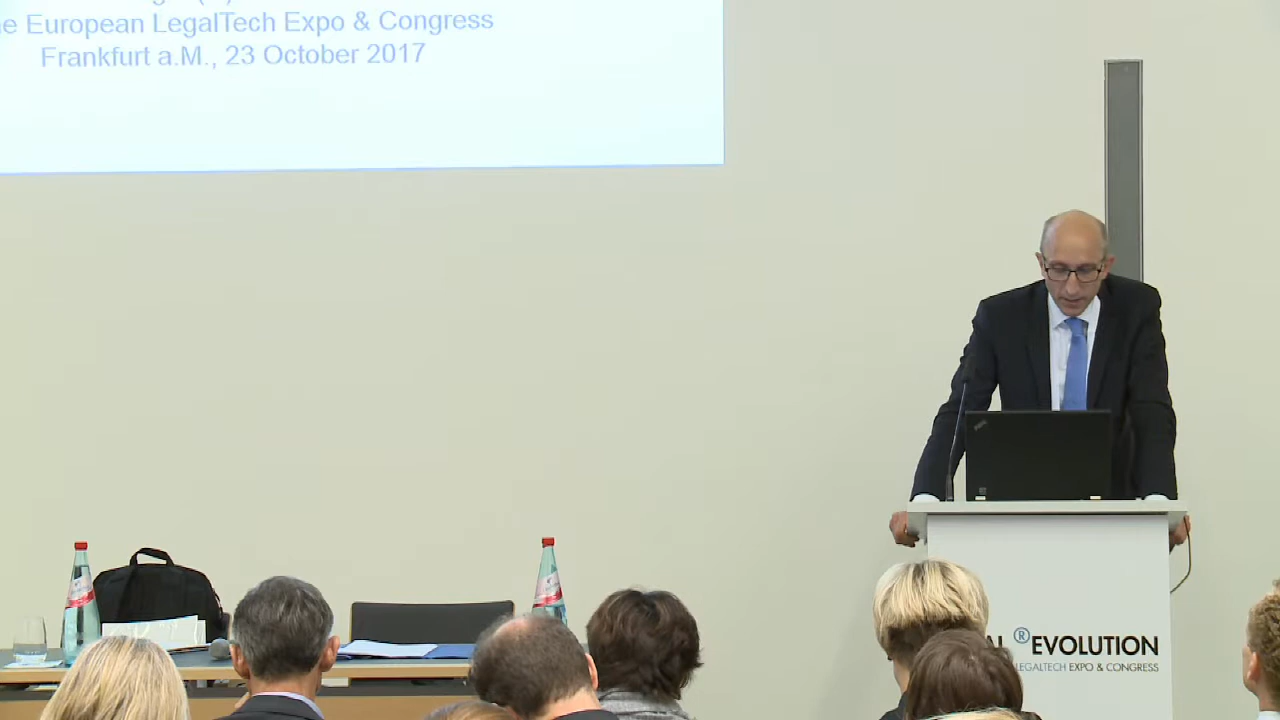 European LegalTech Expo & Congress
Frankfurt a.M., 23 October 2017
®EVOLUTION
LEGALTECH EXPO & CONGRESS